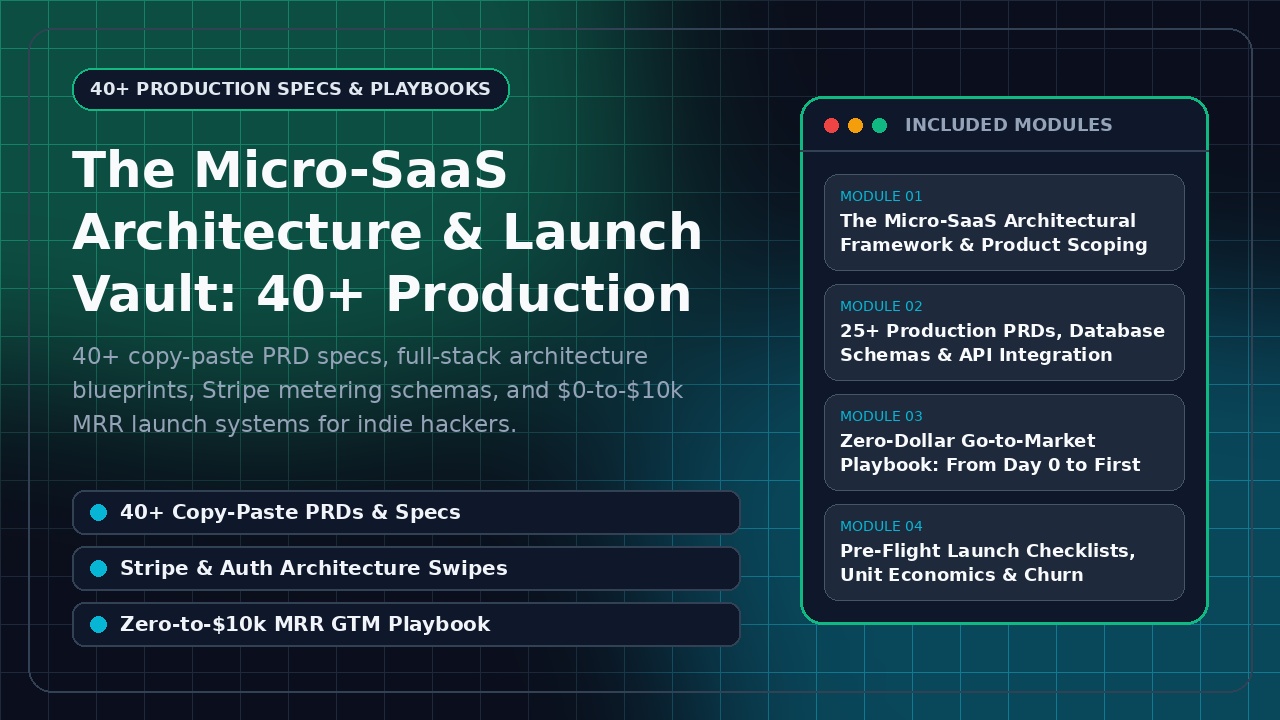 40+ PRODUCTION SPECS & PLAYBOOKS
The Micro-SaaS
Architecture & Launch
Vault: 40+ Production
40+ copy-paste PRD specs, full-stack architecture
blueprints, Stripe metering schemas, and $0-to-$10k
MRR launch systems for indie hackers.
40+ Copy-Paste PRDs & Specs
Stripe & Auth Architecture Swipes
Zero-to-$10k MRR GTM Playbook
INCLUDED MODULES
MODULE 01
The Micro-SaaS Architectural
Framework & Product Scoping
MODULE 02
25+ Production PRDs, Database
Schemas & API Integration
MODULE 03
Zero-Dollar Go-to-Market
Playbook: From Day 0 to First
MODULE 04
Pre-Flight Launch Checklists,
Unit Economics & Churn